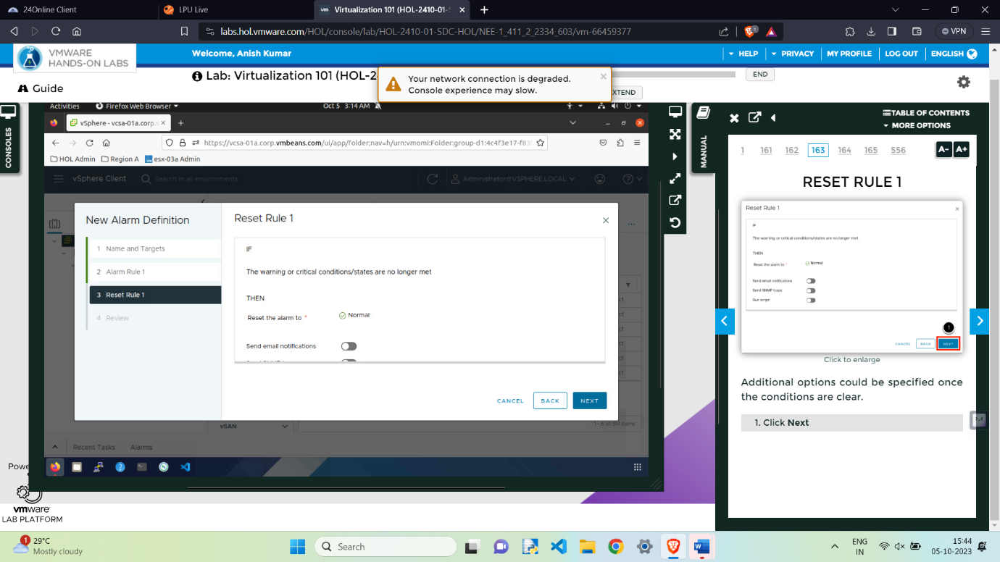 24Online Client
LPU Live
vm Virtualization 101 (HOL-2410-01-S
labs.hol.vmware.com/HOL/console/lab/HOL-2410-01-SDC-HOL/NEE-1_411_2_2334_603/vm-66459377
1
VPN
VMWARE
HANDS-ON LABS
Welcome, Anish Kumar
HELP
PRIVACY
MY PROFILE
LOG OUT
ENGLISH
Lab: Virtualization 101 (HOL-2
Your network connection is degraded.
Console experience may slow.
END
XTEND
Guide
CONSOLES
Activities
Firefox Web Browser
Oct 5 3:14 AM
vSphere - vcsa-01a.corp.v
https://vcsa-01a.corp.vmbeans.com/ui/app/folder;nav=h/urn:vmomi:Folder:group-d1:4c4f3e17-f83
HOL Admin
Region A
esx-03a Admin
vSphere Client
Search in all environments
Administrator@VSPHERE.LOCAL
New Alarm Definition
1 Name and Targets
2 Alarm Rule 1
3 Reset Rule 1
4 Review
Reset Rule 1
IF
The warning or critical conditions/states are no longer met
THEN
Reset the alarm to *
Normal
Send email notifications
CANCEL
BACK
NEXT
ct
ct
ct
ct
ct
ct
vSAN
items
Recent Tasks
Alarms
MANUAL
TABLE OF CONTENTS
MORE OPTIONS
1 161 162 163 164 165 556
A- A+
RESET RULE 1
Reset Rule 1
IF
The warning or critical conditions/states are no longer met
THEN
Reset the alarm to *
Normal
Send email notifications
Send SNMP traps
Run script
1
CANCEL
BACK
NEXT
Click to enlarge
Additional options could be specified once
the conditions are clear.
1. Click Next
Powe
vmware
LAB PLATFORM
1
29°C
Mostly cloudy
Search
ENG
IN
15:44
05-10-2023